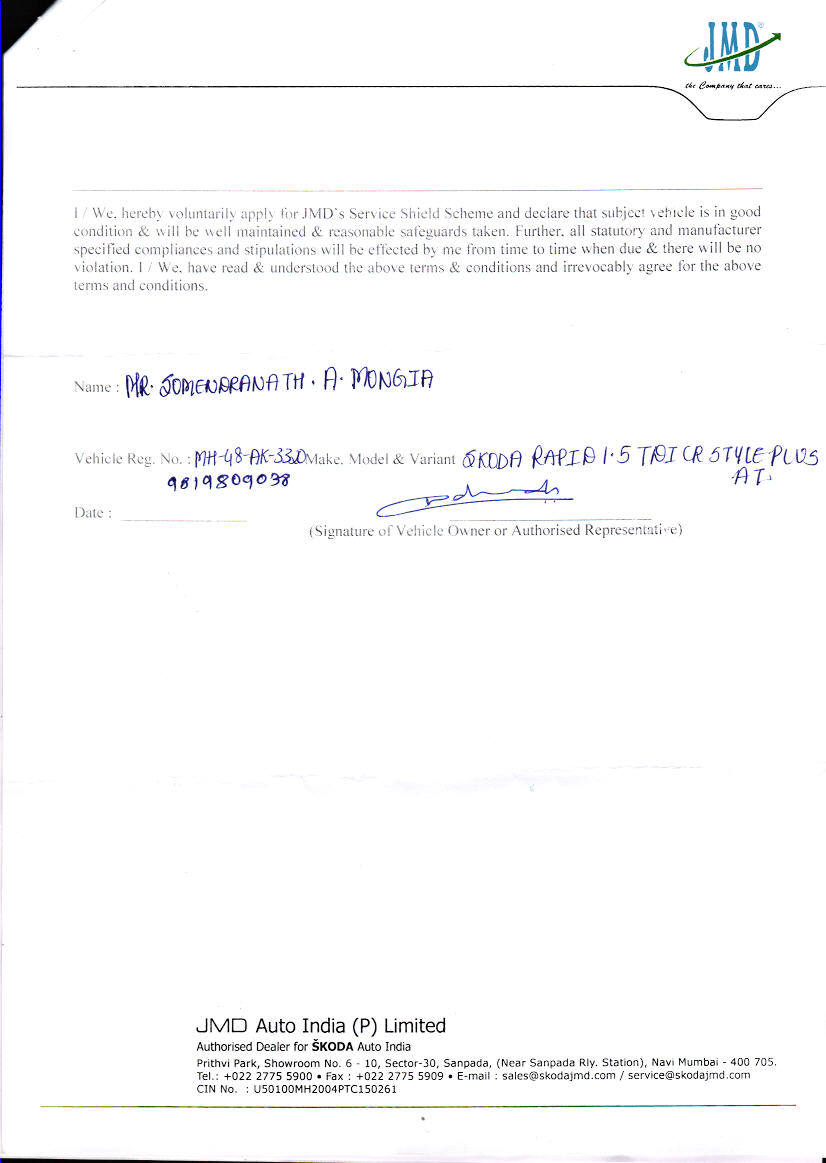 JMD®
the Company that cares...
I / We, hereby voluntarily apply for JMD's Service Shield Scheme and declare that subject vehicle is in good
condition & will be well maintained & reasonable safeguards taken. Further, all statutory and manufacturer
specified compliances and stipulations will be effected by me from time to time when due & there will be no
violation. I / We, have read & understood the above terms & conditions and irrevocably agree for the above
terms and conditions.
Name : MR. SOMENDRANATH . A. MONGIA
Vehicle Reg. No. : MH-48-AK-3320 Make, Model & Variant SKODA RAPID 1.5 TDI CR STYLE PLUS
9819809038 AT.
Date :
(Signature of Vehicle Owner or Authorised Representative)
JMD Auto India (P) Limited
Authorised Dealer for ŠKODA Auto India
Prithvi Park, Showroom No. 6 - 10, Sector-30, Sanpada, (Near Sanpada Rly. Station), Navi Mumbai - 400 705.
Tel.: +022 2775 5900 • Fax : +022 2775 5909 • E-mail : sales@skodajmd.com / service@skodajmd.com
CIN No. : U50100MH2004PTC150261